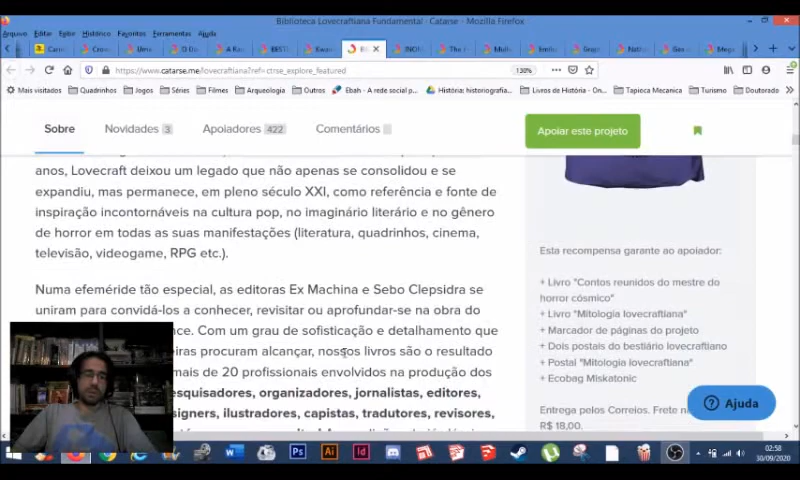 Biblioteca Lovecraftiana Fundamental · Catarse - Mozilla Firefox
Arquivo Editar Exibir Histórico Favoritos Ferramentas Ajuda
https://www.catarse.me/lovecraftiana?ref=ctrse_explore_featured
130%
Mais visitados Quadrinhos Jogos Séries Filmes Arqueologia Outros Ebah - A rede social p... História: historiografia... Livros de História - On... Tapioca Mecanica Turismo Doutorado
Sobre Novidades 3 Apoiadores 422 Comentários
Apoiar este projeto
anos, Lovecraft deixou um legado que não apenas se consolidou e se
expandiu, mas permanece, em pleno século XXI, como referência e fonte de
inspiração incontornáveis na cultura pop, no imaginário literário e no gênero
de horror em todas as suas manifestações (literatura, quadrinhos, cinema,
televisão, videogame, RPG etc.).
Numa efeméride tão especial, as editoras Ex Machina e Sebo Clepsidra se
uniram para convidá-los a conhecer, revisitar ou aprofundar-se na obra do
nce. Com um grau de sofisticação e detalhamento que
eiras procuram alcançar, nossos livros são o resultado
mais de 20 profissionais envolvidos na produção dos
esquisadores, organizadores, jornalistas, editores,
signers, ilustradores, capistas, tradutores, revisores,
Esta recompensa garante ao apoiador:
+ Livro "Contos reunidos do mestre do
horror cósmico"
+ Livro "Mitologia lovecraftiana"
+ Marcador de páginas do projeto
+ Dois postais do bestiário lovecraftiano
+ Postal "Mitologia lovecraftiana"
+ Ecobag Miskatonic
Entrega pelos Correios. Frete
R$ 18,00.
Ajuda
02:58
30/09/2020